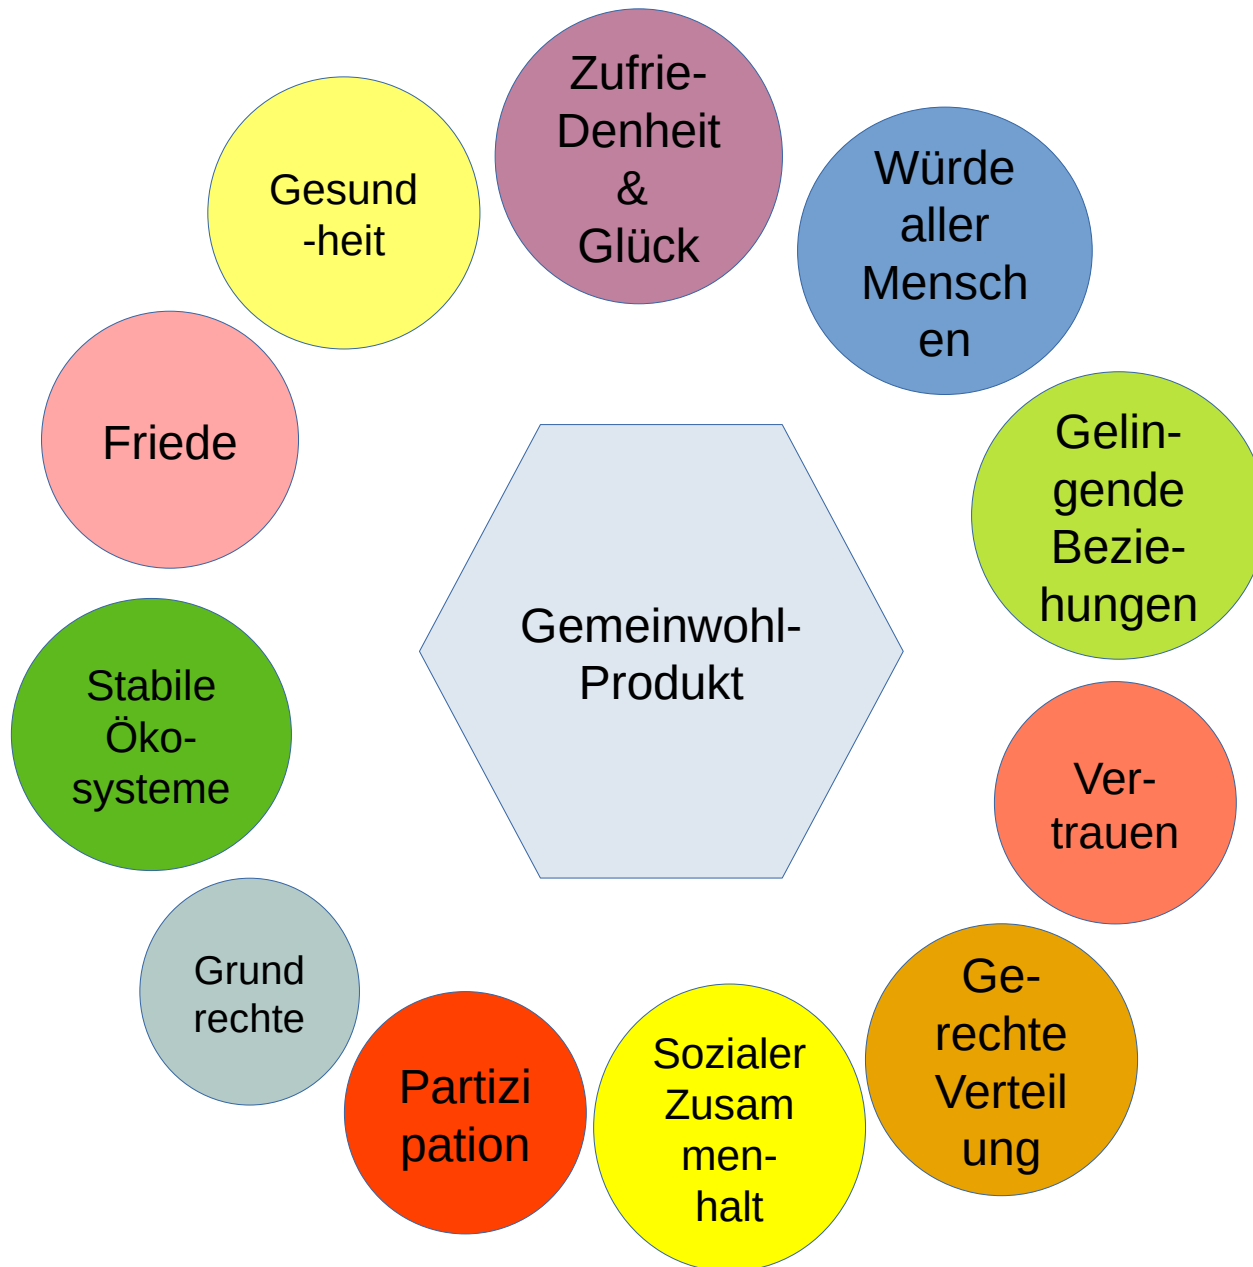 Zufrie-
Denheit
&
Glück
Würde
aller
Mensch
en
Gelin-
gende
Bezie-
hungen
Ver-
trauen
Ge-
rechte
Verteil
ung
Sozialer
Zusam
men-
halt
Partizi
pation
Grund
rechte
Stabile
Öko-
systeme
Friede
Gesund
-heit
Gemeinwohl-
Produkt